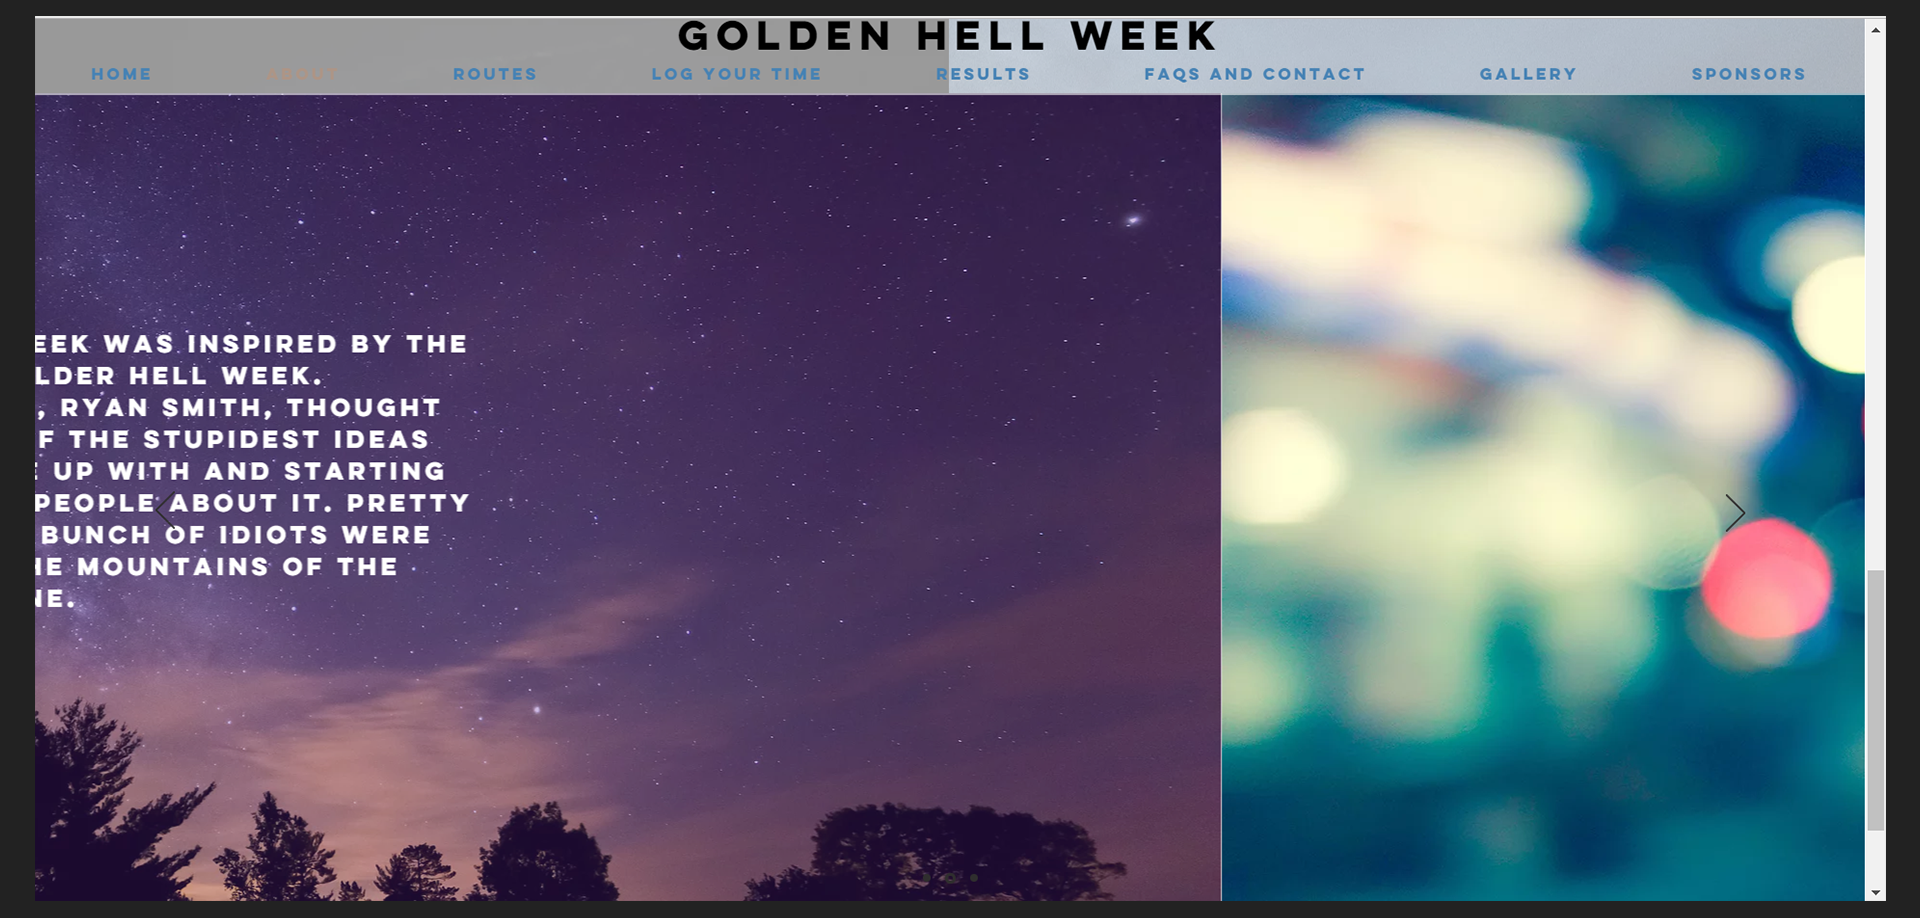 GOLDEN HELL WEEK
HOME ABOUT ROUTES LOG YOUR TIME RESULTS FAQS AND CONTACT GALLERY SPONSORS
EEK WAS INSPIRED BY THE
LDER HELL WEEK.
, RYAN SMITH, THOUGHT
F THE STUPIDEST IDEAS
UP WITH AND STARTING
PEOPLE ABOUT IT. PRETTY
BUNCH OF IDIOTS WERE
HE MOUNTAINS OF THE
NE.